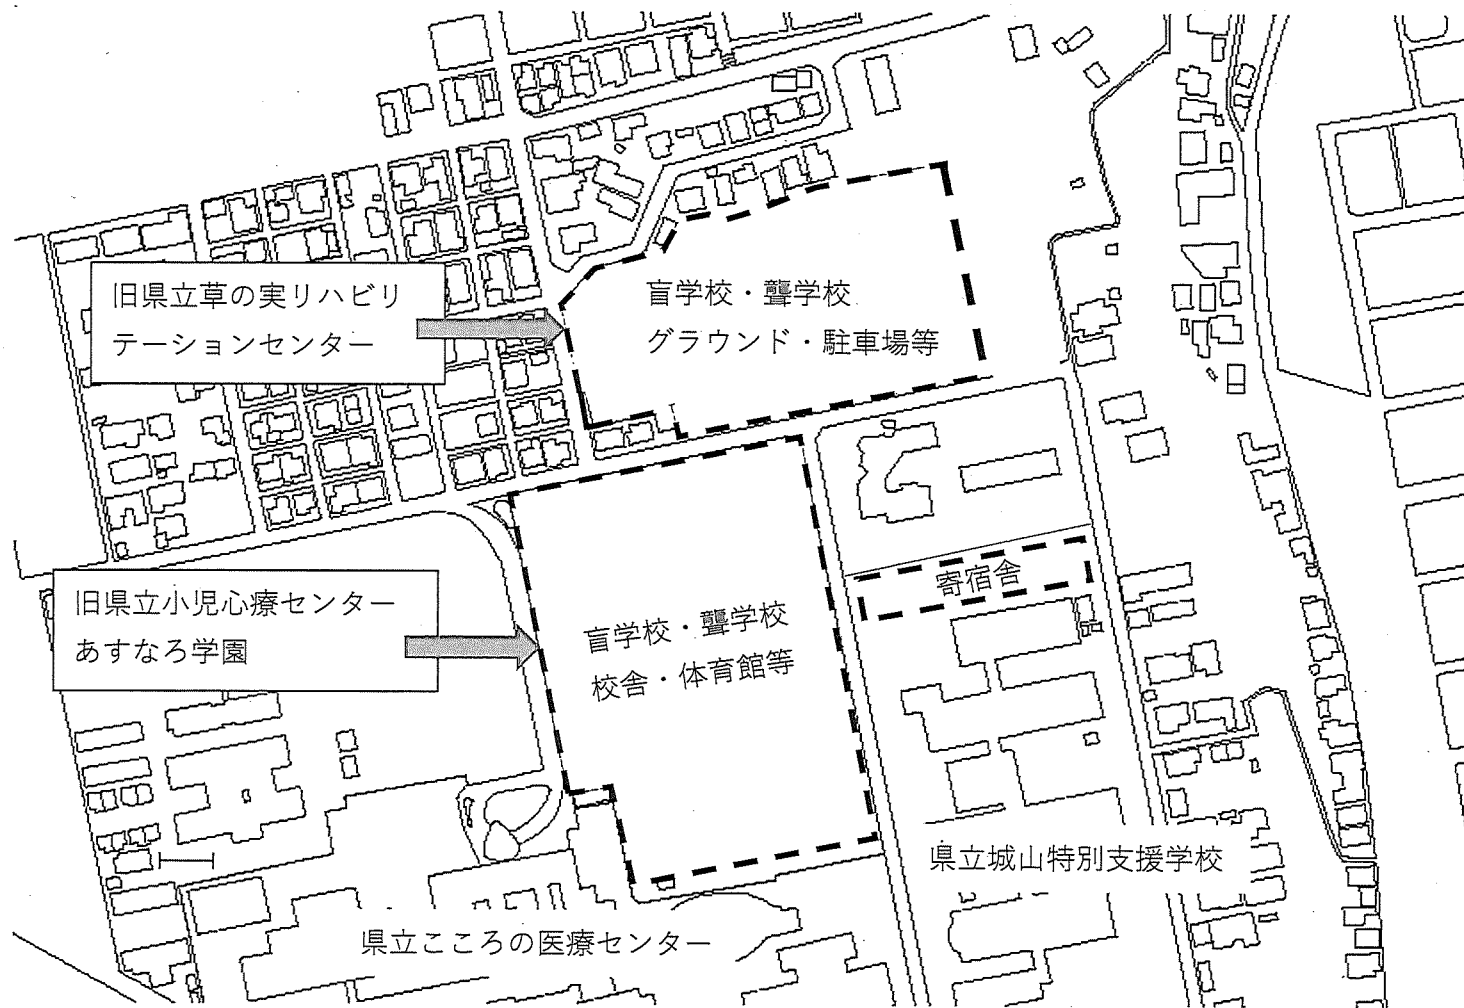 旧県立草の実リハビリ
テーションセンター
盲学校・聾学校
グラウンド・駐車場等
寄宿舎
旧県立小児心療センター
あすなろ学園
盲学校・聾学校
校舎・体育館等
県立城山特別支援学校
県立こころの医療センター